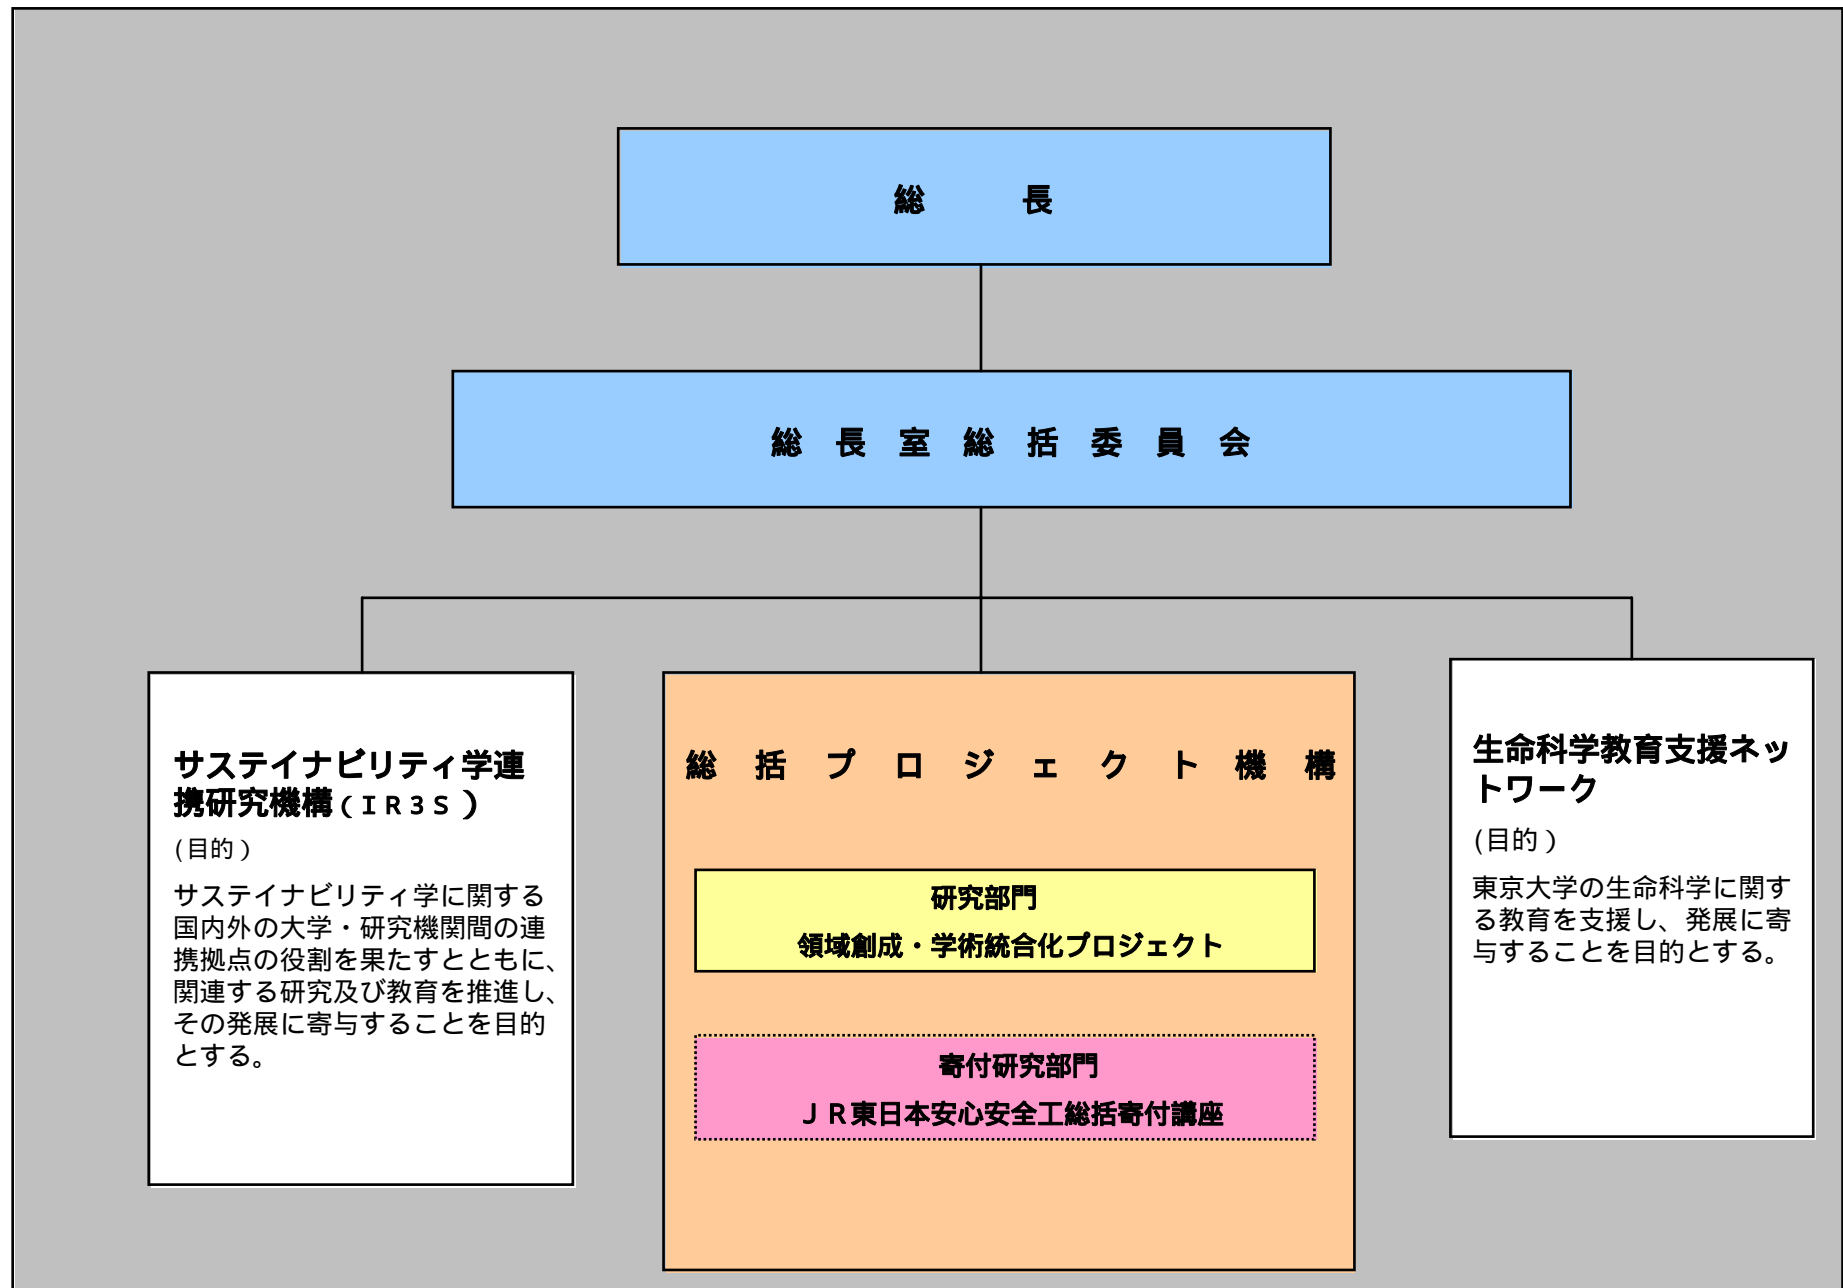 総　長
総長室総括委員会
サステイナビリティ学連
携研究機構(ＩＲ3Ｓ)
(目的)
サステイナビリティ学に関する
国内外の大学・研究機関間の連
携拠点の役割を果たすとともに、
関連する研究及び教育を推進し、
その発展に寄与することを目的
とする。
総括プロジェクト機構
研究部門
領域創成・学術統合化プロジェクト
寄付研究部門
ＪＲ東日本安心安全工総括寄付講座
生命科学教育支援ネッ
トワーク
(目的)
東京大学の生命科学に関す
る教育を支援し、発展に寄
与することを目的とする。